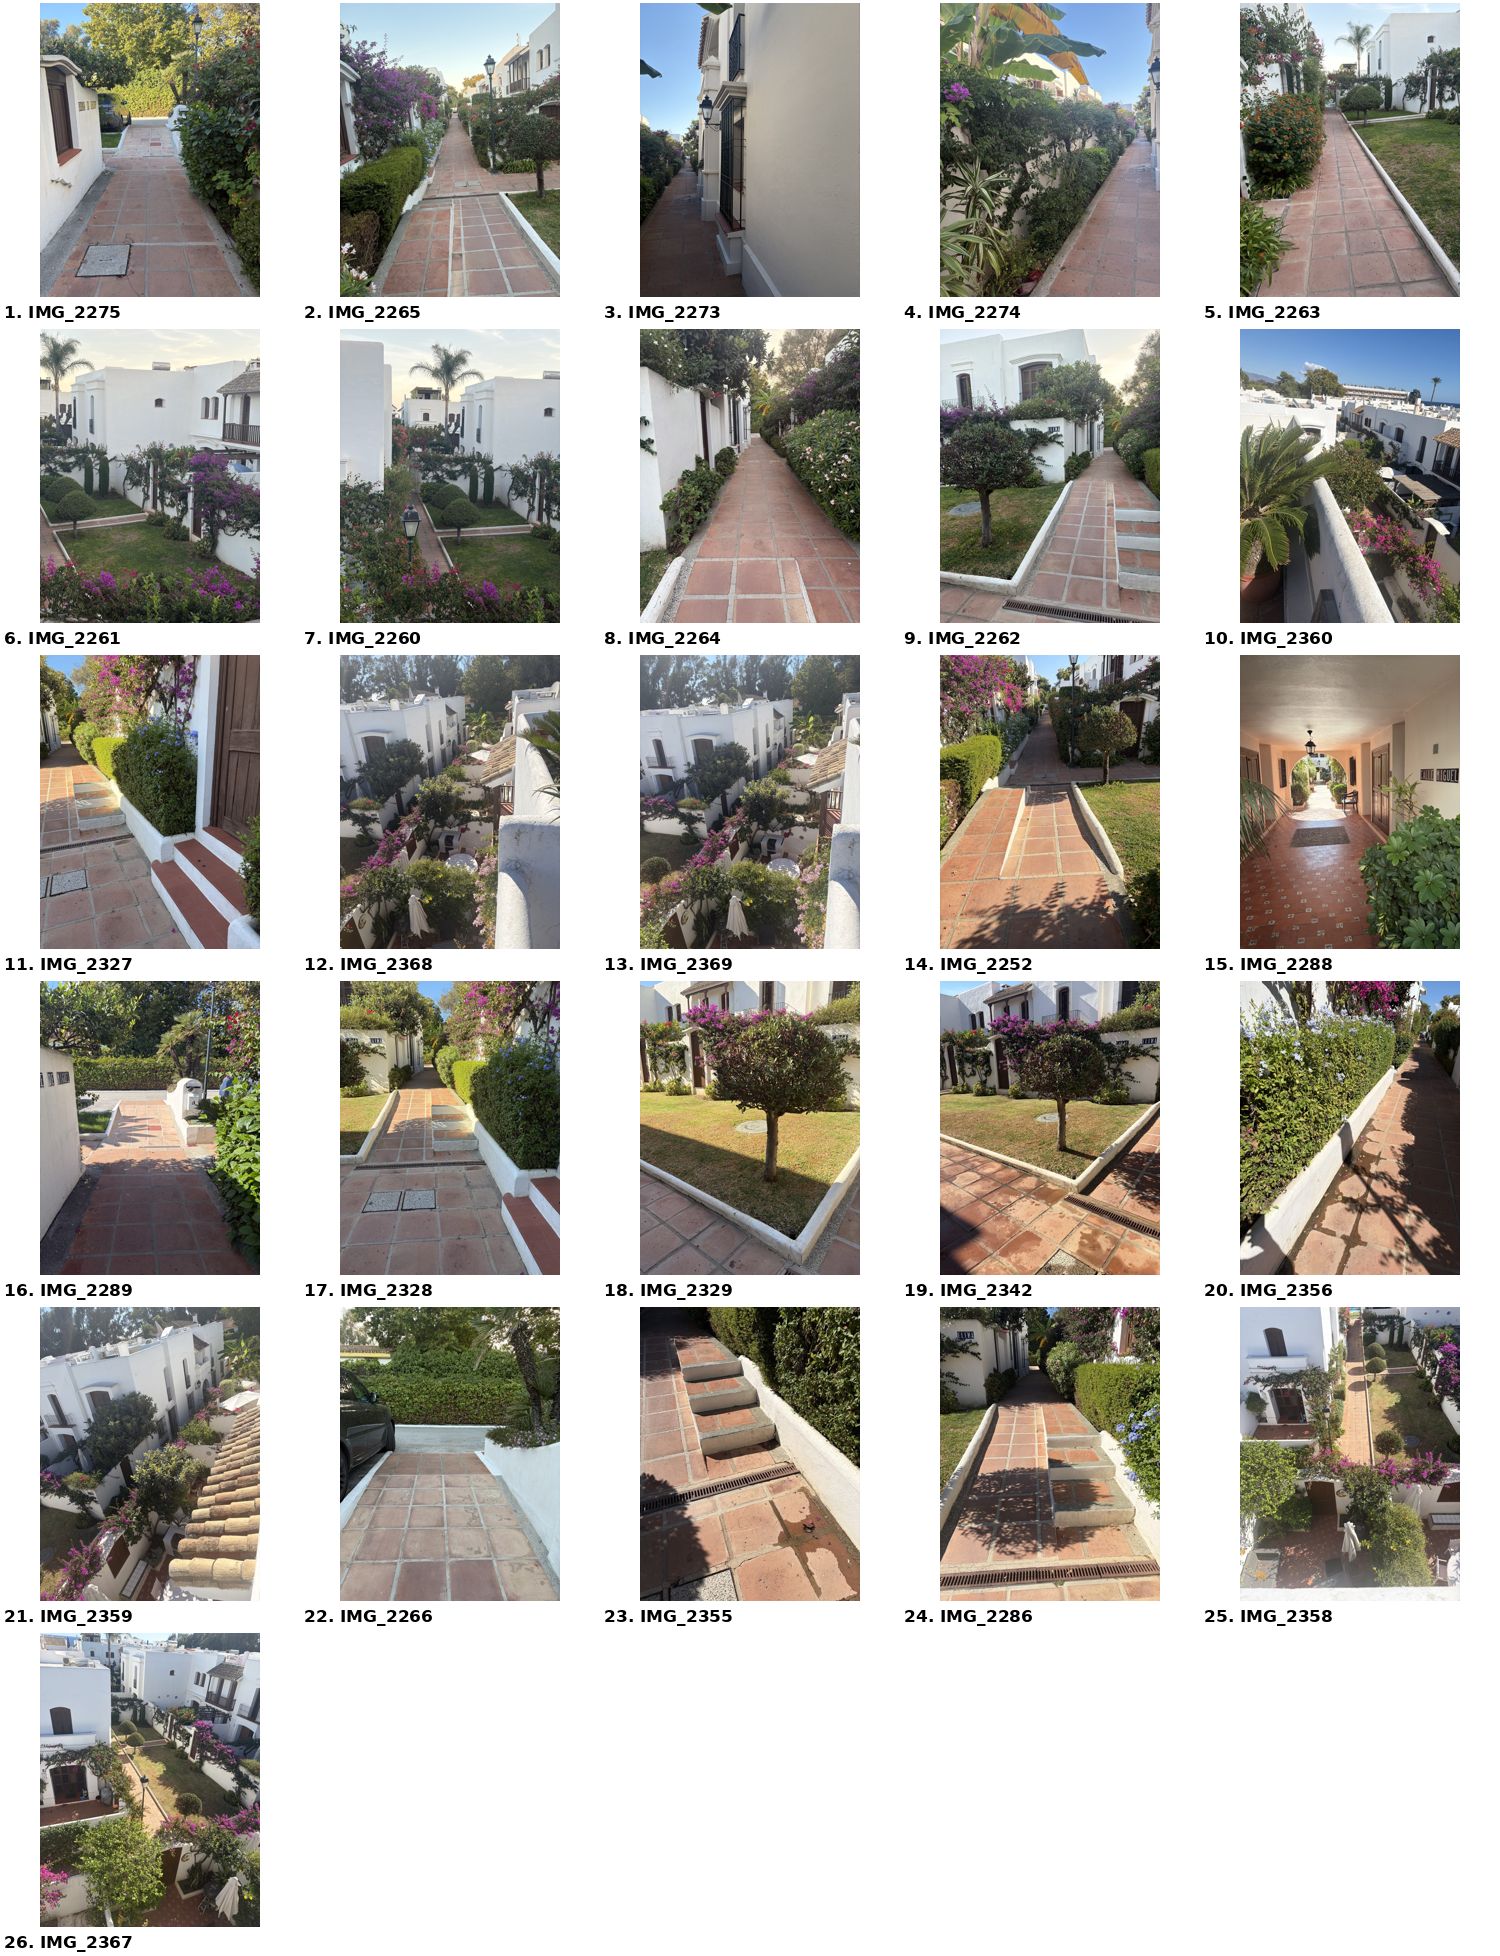 1. IMG_2275
2. IMG_2265
3. IMG_2273
4. IMG_2274
5. IMG_2263
6. IMG_2261
7. IMG_2260
8. IMG_2264
9. IMG_2262
10. IMG_2360
11. IMG_2327
12. IMG_2368
13. IMG_2369
14. IMG_2252
CALLE MIGUEL
15. IMG_2288
16. IMG_2289
17. IMG_2328
18. IMG_2329
19. IMG_2342
20. IMG_2356
21. IMG_2359
22. IMG_2266
23. IMG_2355
24. IMG_2286
25. IMG_2358
26. IMG_2367